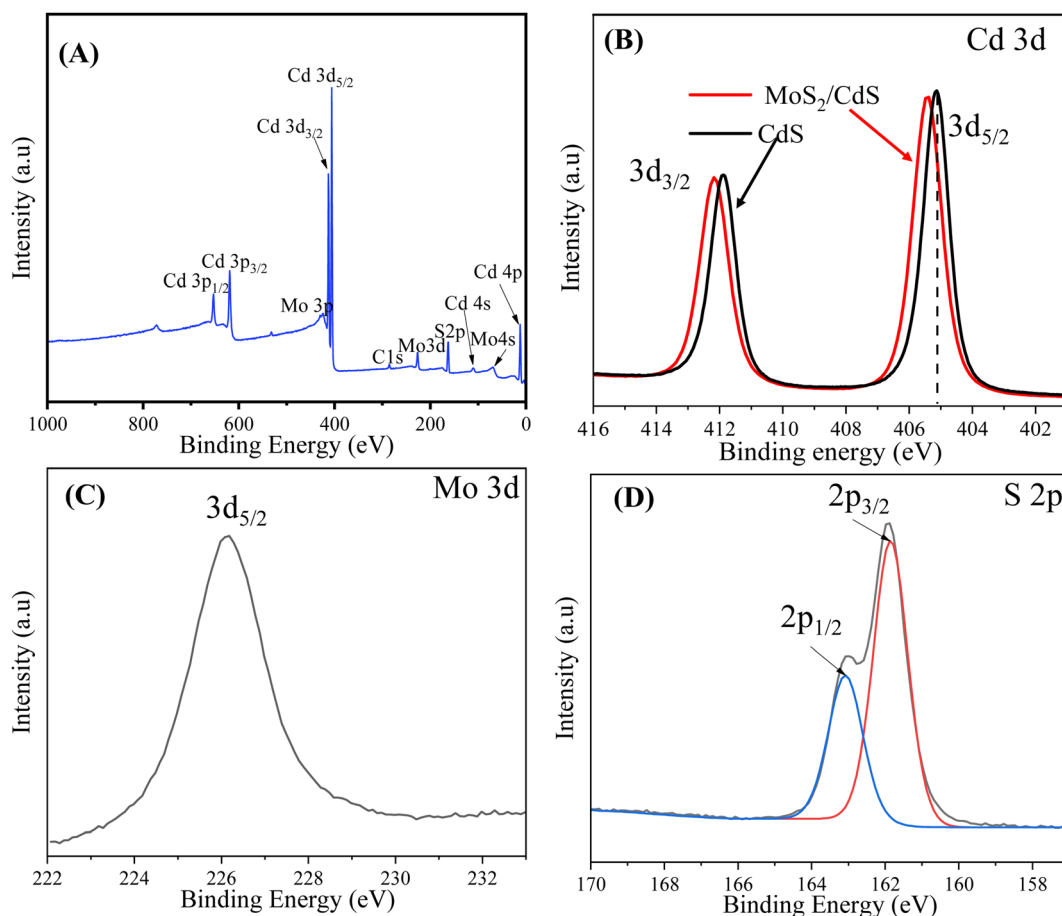 (A)
Cd 3d5/2
Cd 3d3/2
Cd 3p3/2
Cd 3p1/2
Mo 3p
C1s
Mo3d
S2p
Cd 4s
Mo4s
Cd 4p
Intensity (a.u)
1000 800 600 400 200 0
Binding Energy (eV)
(B)
Cd 3d
MoS2/CdS
CdS
3d5/2
3d3/2
Intensity (a.u)
416 414 412 410 408 406 404 402
Binding energy (eV)
(C)
Mo 3d
3d5/2
Intensity (a.u)
222 224 226 228 230 232
Binding Energy (eV)
(D)
S 2p
2p3/2
2p1/2
Intensity (a.u)
170 168 166 164 162 160 158
Binding Energy (eV)